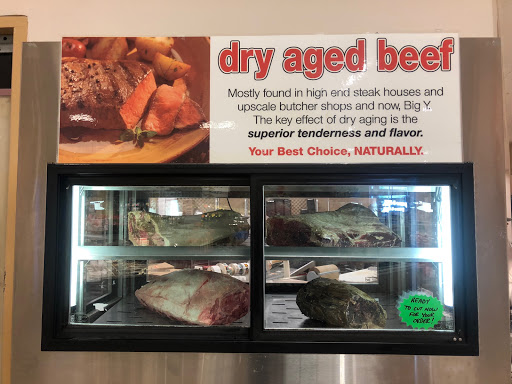 dry aged beef
Mostly found in high end steak houses and
upscale butcher shops and now, Big Y.
The key effect of dry aging is the
superior tenderness and flavor.
Your Best Choice, NATURALLY.
READY
TO CUT NOW
FOR YOUR
ORDER!